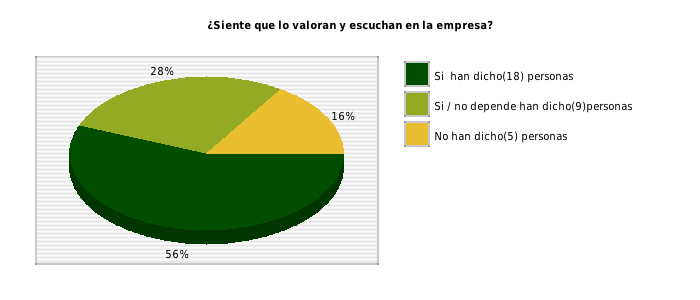 ¿Siente que lo valoran y escuchan en la empresa?
28%
16%
56%
Si han dicho(18) personas
Si / no depende han dicho(9)personas
No han dicho(5) personas